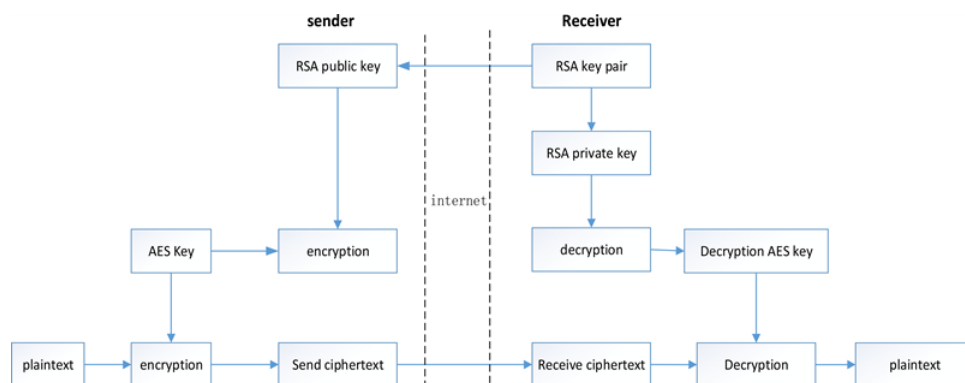 sender Receiver
RSA public key RSA key pair
RSA private key
internet
AES Key encryption decryption Decryption AES key
plaintext encryption Send ciphertext Receive ciphertext Decryption plaintext